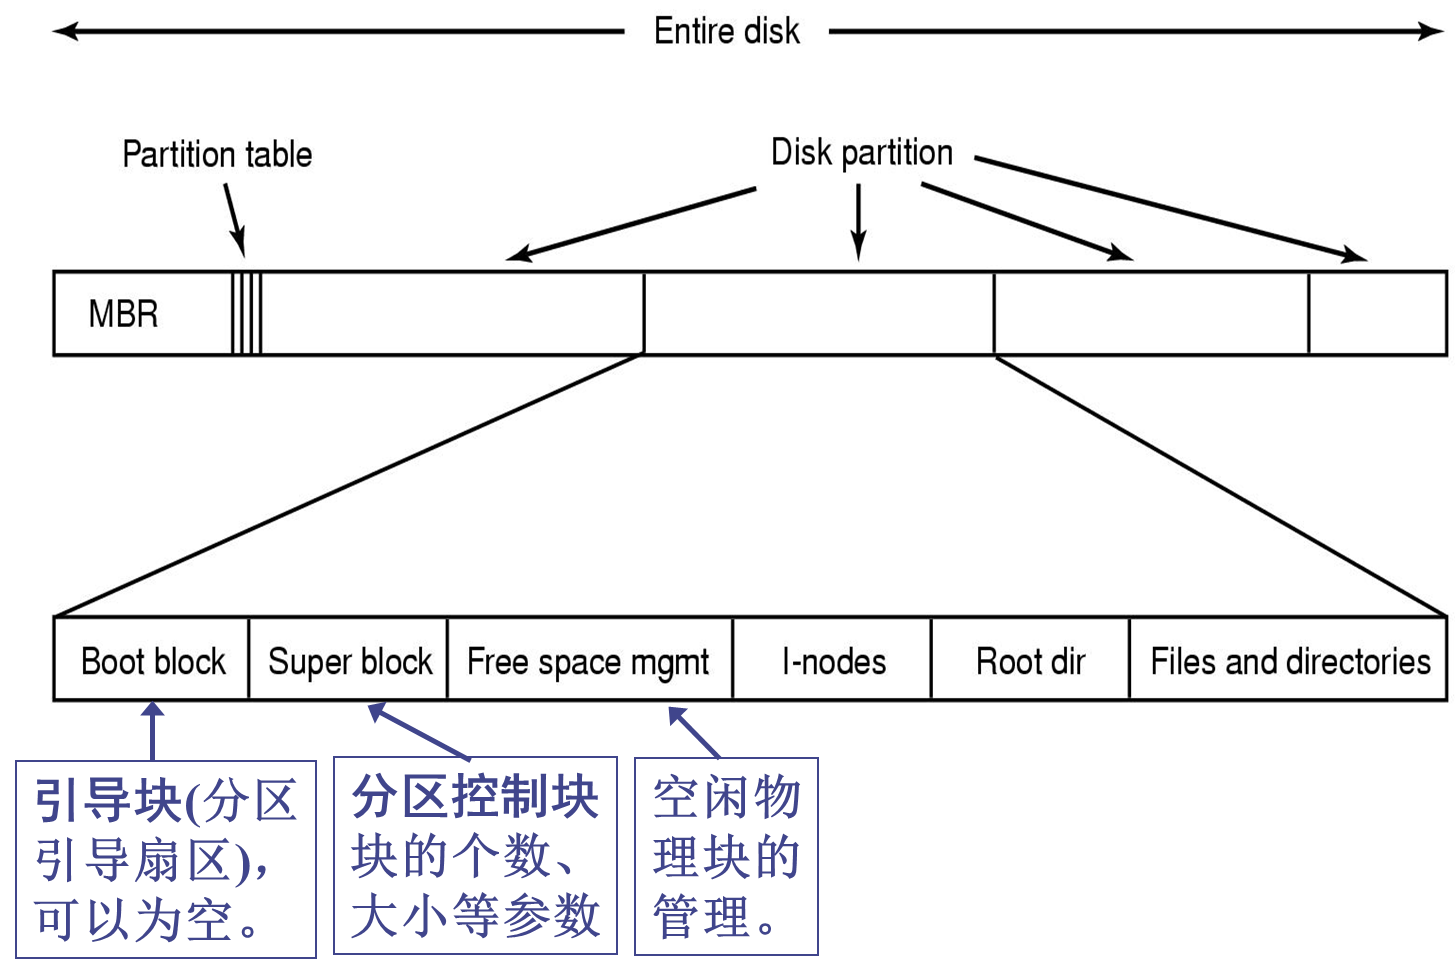 Entire disk
Partition table
Disk partition
MBR
Boot block
Super block
Free space mgmt
I-nodes
Root dir
Files and directories
引导块(分区
引导扇区)，
可以为空。
分区控制块
块的个数、
大小等参数
空闲物
理块的
管理。